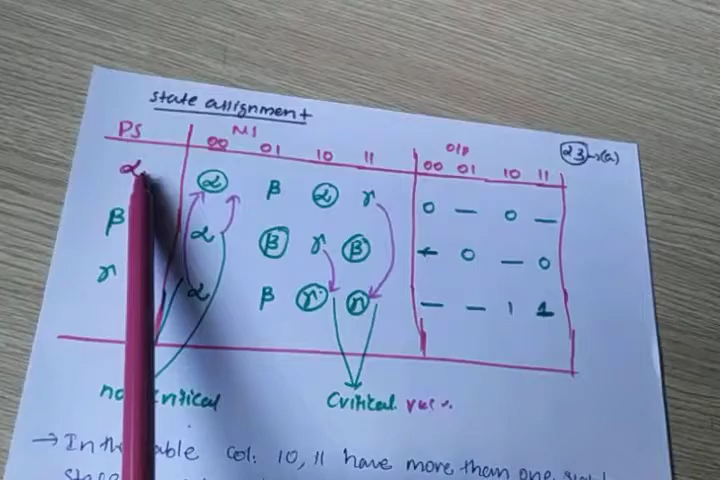 state assignment
PS NS O/P 23-(a)
00 01 10 11 00 01 10 11
α α β α r 0 — 0 —
β α β r β — 0 — 0
r α β r r — — 1 1
critical Critical race.
→ In the table col: 10, 11 have more than one